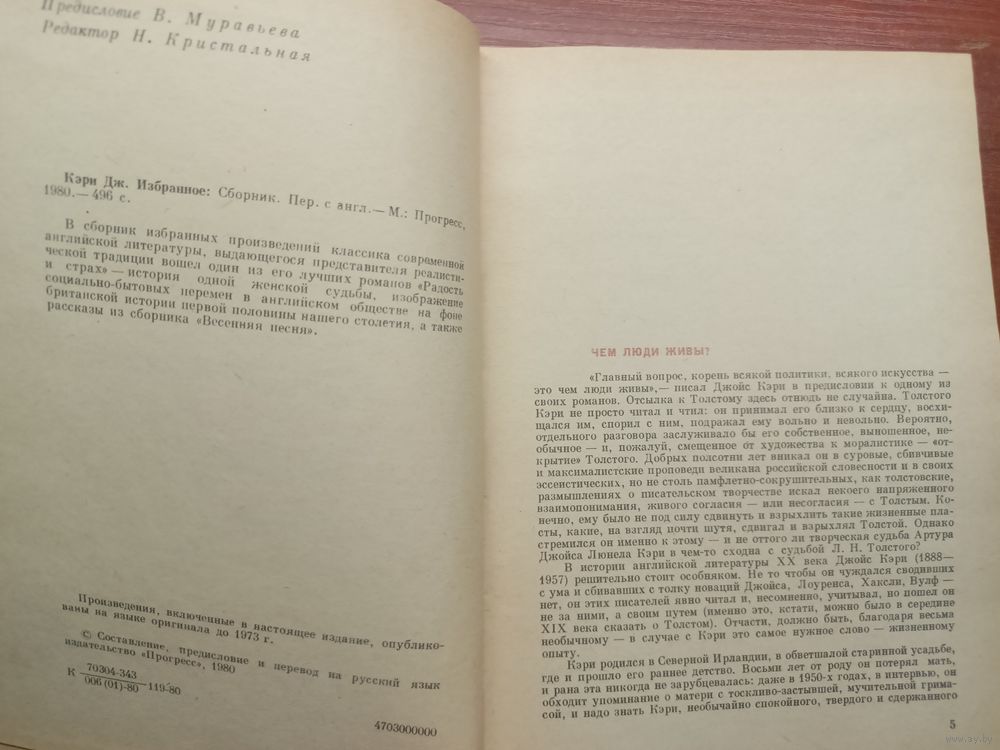 Предисловие В. Муравьева
Редактор Н. Кристальная
Кэри Дж. Избранное: Сборник. Пер. с англ.— М.: Прогресс,
1980.— 496 с.
В сборник избранных произведений классика современной
английской литературы, выдающегося представителя реалисти-
ческой традиции вошел один из его лучших романов «Радость
и страх» — история одной женской судьбы, изображение
социально-бытовых перемен в английском обществе на фоне
британской истории первой половины нашего столетия, а также
рассказы из сборника «Весенняя песня».
Произведения, включенные в настоящее издание, опублико-
ваны на языке оригинала до 1973 г.
© Составление, предисловие и перевод на русский язык
издательство «Прогресс», 1980
К 70304-343
006 (01)-80 119-80
4703000000
ЧЕМ ЛЮДИ ЖИВЫ?
«Главный вопрос, корень всякой политики, всякого искусства —
это чем люди живы»,— писал Джойс Кэри в предисловии к одному из
своих романов. Отсылка к Толстому здесь отнюдь не случайна. Толстого
Кэри не просто читал и чтил: он принимал его близко к сердцу, восхи-
щался им, спорил с ним, подражал ему вольно и невольно. Вероятно,
отдельного разговора заслуживало бы его собственное, выношенное, не-
обычное — и, пожалуй, смещенное от художества к моралистике — «от-
крытие» Толстого. Добрых полсотни лет вникал он в суровые, сбивчивые
и максималистские проповеди великана российской словесности и в своих
эссеистических, но не столь памфлетно-сокрушительных, как толстовские,
размышлениях о писательском творчестве искал некоего напряженного
взаимопонимания, живого согласия — или несогласия — с Толстым. Ко-
нечно, ему было не под силу сдвинуть и взрыхлить такие жизненные пла-
сты, какие, на взгляд почти шутя, сдвигал и взрыхлял Толстой. Однако
стремился он именно к этому — и не оттого ли творческая судьба Артура
Джойса Люнела Кэри в чем-то сходна с судьбой Л. Н. Толстого?
В истории английской литературы XX века Джойс Кэри (1888—
1957) решительно стоит особняком. Не то чтобы он чуждался сводивших
с ума и сбивавших с толку новаций Джойса, Лоуренса, Хаксли, Вулф —
нет, он этих писателей явно читал и, несомненно, учитывал, но пошел он
не за ними, а своим путем (именно это, кстати, можно было в середине
XIX века сказать о Толстом). Отчасти, должно быть, благодаря весьма
необычному — в случае с Кэри это самое нужное слово — жизненному
опыту.
Кэри родился в Северной Ирландии, в обветшалой старинной усадьбе,
где и прошло его раннее детство. Восьми лет от роду он потерял мать,
и рана эта никогда не зарубцевалась: даже в 1950-х годах, в интервью, он
обходит упоминание о матери с тоскливо-застывшей, мучительной грима-
сой, и надо знать Кэри, необычайно спокойного, твердого и сдержанного
5
www.ay.by